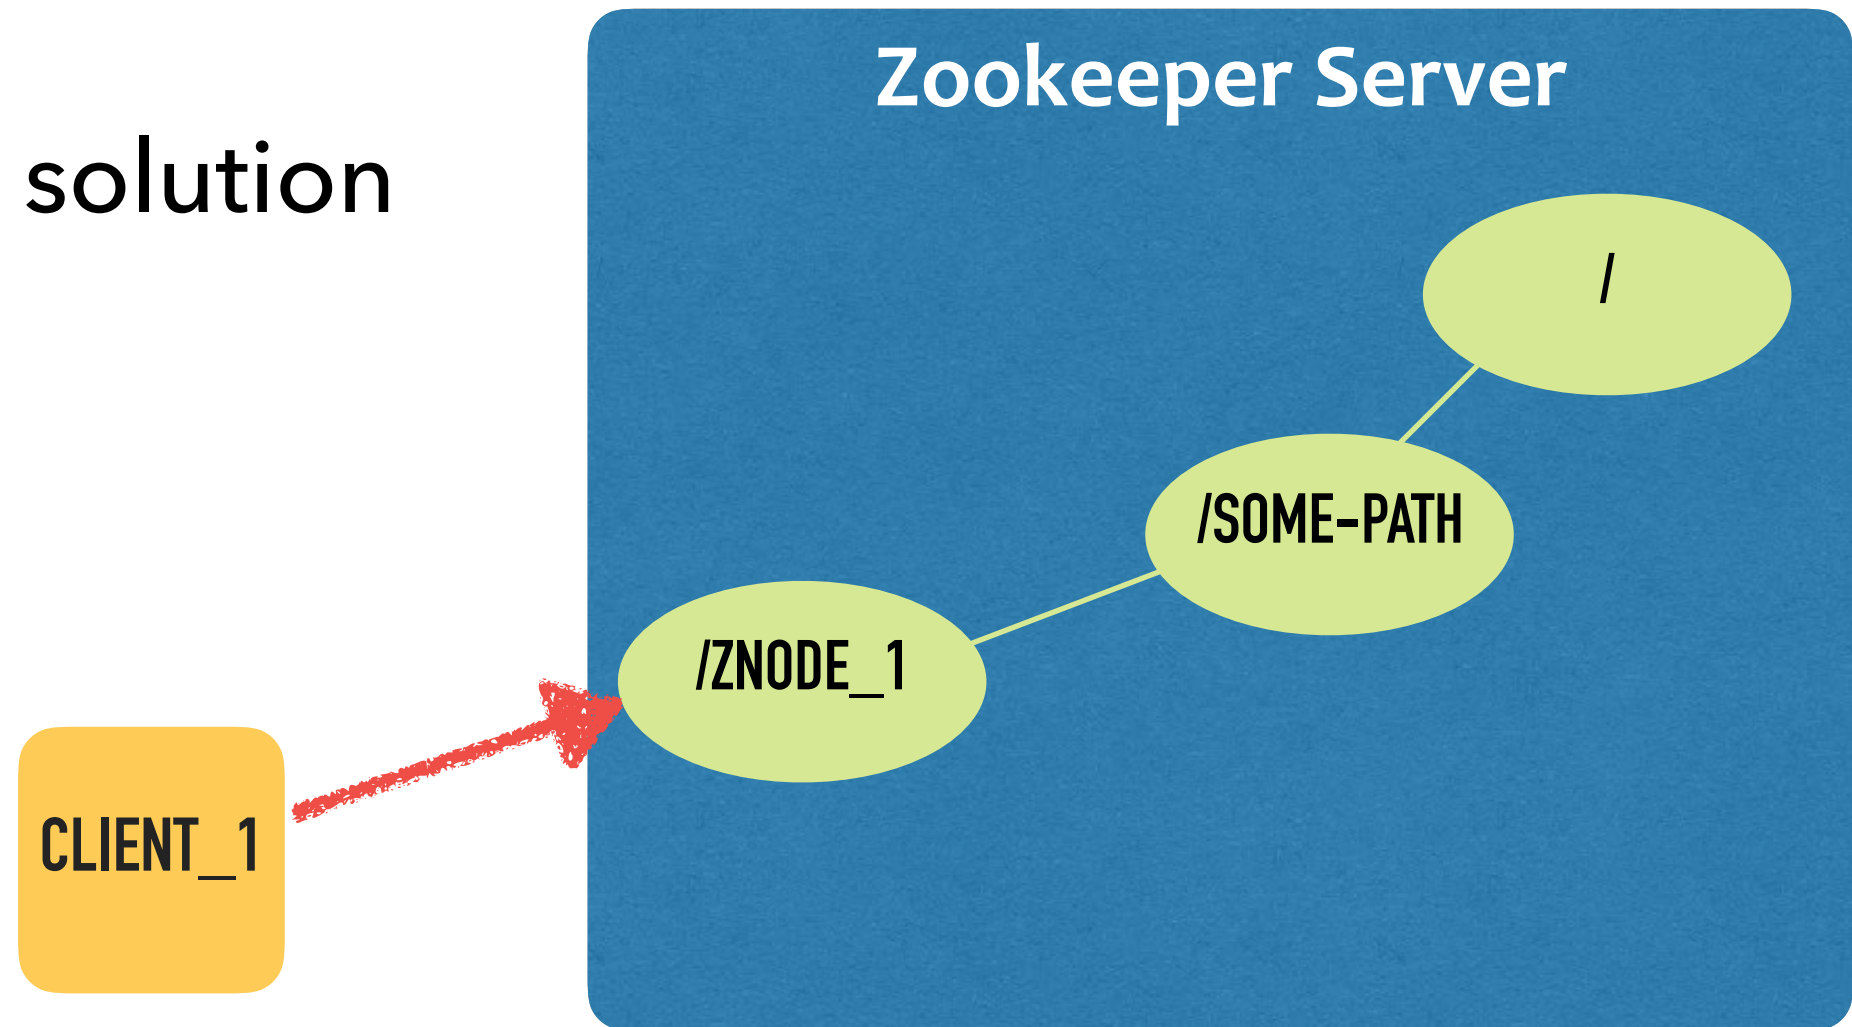 Zookeeper Server
solution
/
/SOME-PATH
/ZNODE_1
CLIENT_1